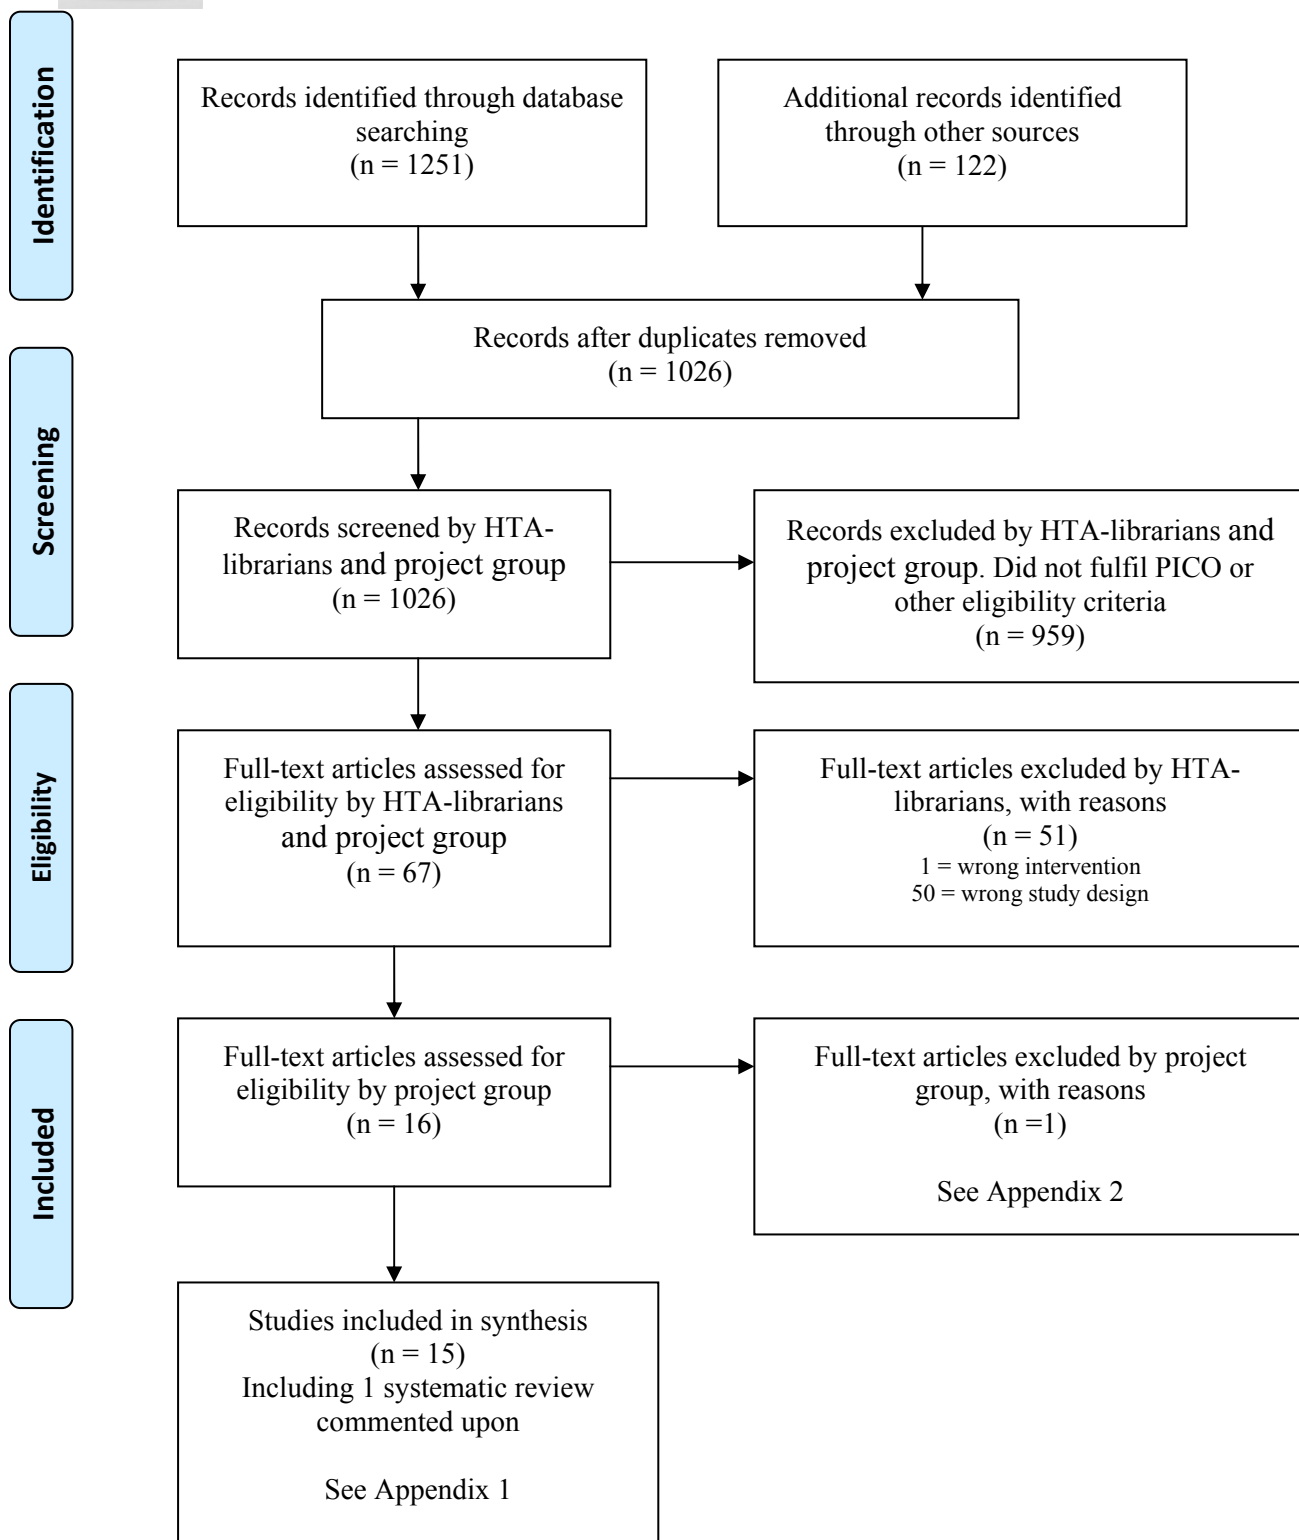 Identification
Records identified through database
searching
(n = 1251)
Additional records identified
through other sources
(n = 122)
Records after duplicates removed
(n = 1026)
Screening
Records screened by HTA-
librarians and project group
(n = 1026)
Records excluded by HTA-librarians and
project group. Did not fulfil PICO or
other eligibility criteria
(n = 959)
Eligibility
Full-text articles assessed for
eligibility by HTA-librarians
and project group
(n = 67)
Full-text articles excluded by HTA-
librarians, with reasons
(n = 51)
1 = wrong intervention
50 = wrong study design
Included
Full-text articles assessed for
eligibility by project group
(n = 16)
Full-text articles excluded by project
group, with reasons
(n =1)
See Appendix 2
Studies included in synthesis
(n = 15)
Including 1 systematic review
commented upon
See Appendix 1